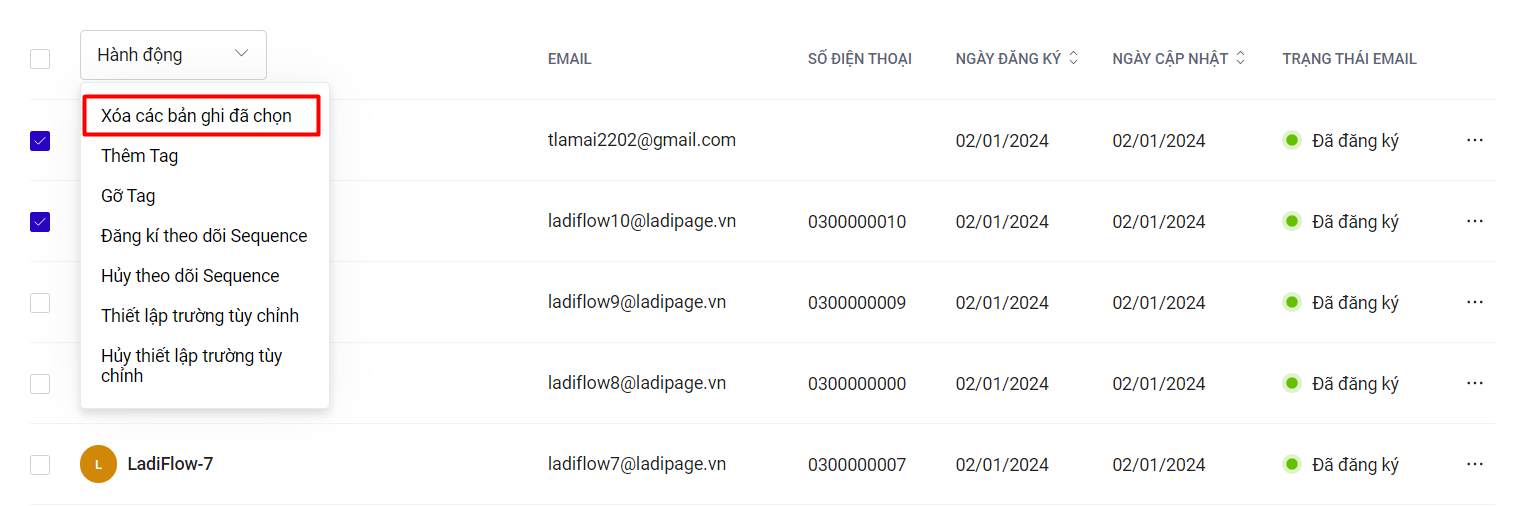 Hành động
EMAIL
SỐ ĐIỆN THOẠI
NGÀY ĐĂNG KÝ
NGÀY CẬP NHẬT
TRẠNG THÁI EMAIL
Xóa các bản ghi đã chọn
Thêm Tag
Gỡ Tag
Đăng kí theo dõi Sequence
Hủy theo dõi Sequence
Thiết lập trường tùy chỉnh
Hủy thiết lập trường tùy
chỉnh
tlamai2202@gmail.com 02/01/2024 02/01/2024 Đã đăng ký
ladiflow10@ladipage.vn 0300000010 02/01/2024 02/01/2024 Đã đăng ký
ladiflow9@ladipage.vn 0300000009 02/01/2024 02/01/2024 Đã đăng ký
ladiflow8@ladipage.vn 0300000000 02/01/2024 02/01/2024 Đã đăng ký
L LadiFlow-7 ladiflow7@ladipage.vn 0300000007 02/01/2024 02/01/2024 Đã đăng ký